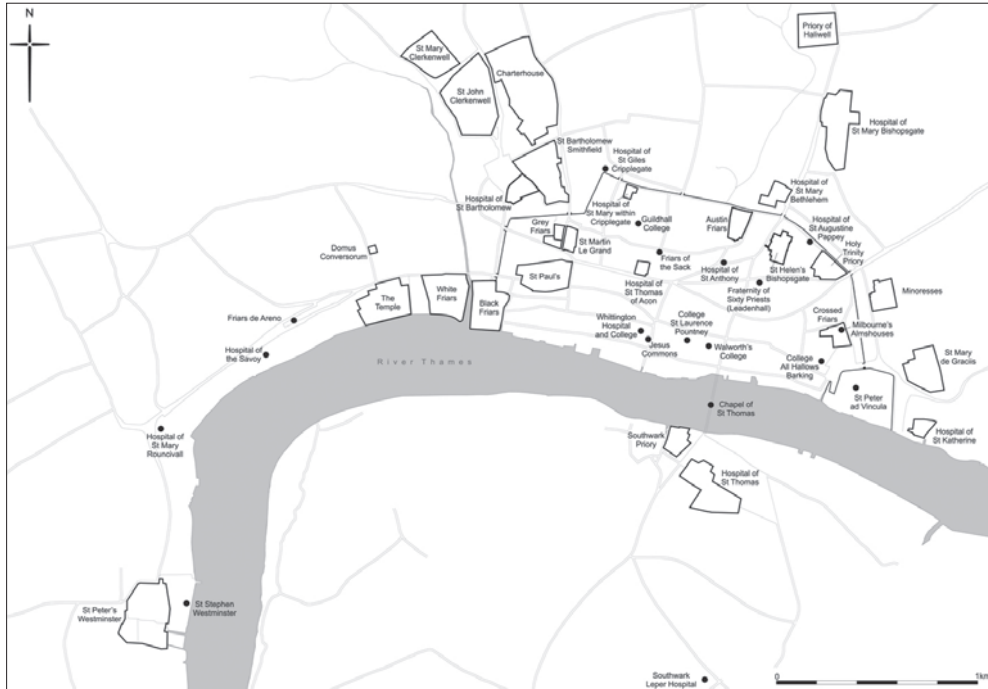 N
Priory of
Haliwell
St Mary
Clerkenwell
Charterhouse
St John
Clerkenwell
Hospital of
St Mary Bishopsgate
St Bartholomew
Smithfield
Hospital of
St Giles
Cripplegate
Hospital of
St Bartholomew
Hospital of
St Mary within
Cripplegate
Hospital of
St Mary
Bethlehem
Guildhall
College
Austin
Friars
Hospital of
St Augustine
Pappey
Grey
Friars
St Martin
Le Grand
Holy
Trinity
Priory
Domus
Conversorum
Friars of
the Sack
Hospital of
St Anthony
St Helen's
Bishopsgate
St Paul's
Hospital of
St Thomas
of Acon
Fraternity of
Sixty Priests
(Leadenhall)
Minoresses
The
Temple
White
Friars
Black
Friars
Friars de Areno
Whittington
Hospital
and College
College
St Laurence
Pountney
Crossed
Friars
Milbourne's
Almshouses
Jesus
Commons
Walworth's
College
Hospital of
the Savoy
River Thames
College
All Hallows
Barking
St Mary
de Graciis
St Peter
ad Vincula
Chapel of
St Thomas
Hospital of
St Mary
Rouncivall
Southwark
Priory
Hospital of
St Katherine
Hospital of
St Thomas
St Peter's
Westminster
St Stephen
Westminster
Southwark
Leper Hospital
0
1km